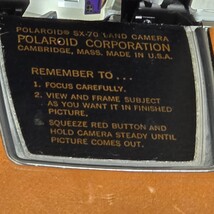 POLAROID® SX-70 LAND CAMERA
POLAROID CORPORATION
CAMBRIDGE, MASS. MADE IN U.S.A.
REMEMBER TO...
1. FOCUS CAREFULLY.
2. VIEW AND FRAME SUBJECT
AS YOU WANT IT IN FINISHED
PICTURE.
3. SQUEEZE RED BUTTON AND
HOLD CAMERA STEADY UNTIL
PICTURE COMES OUT.